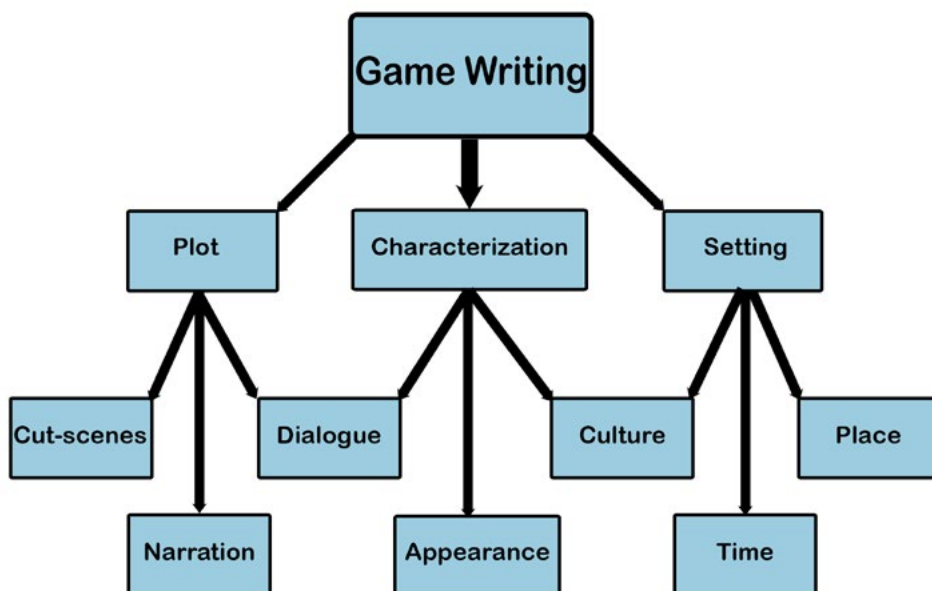 Game Writing
Plot
Characterization
Setting
Cut-scenes
Dialogue
Culture
Place
Narration
Appearance
Time